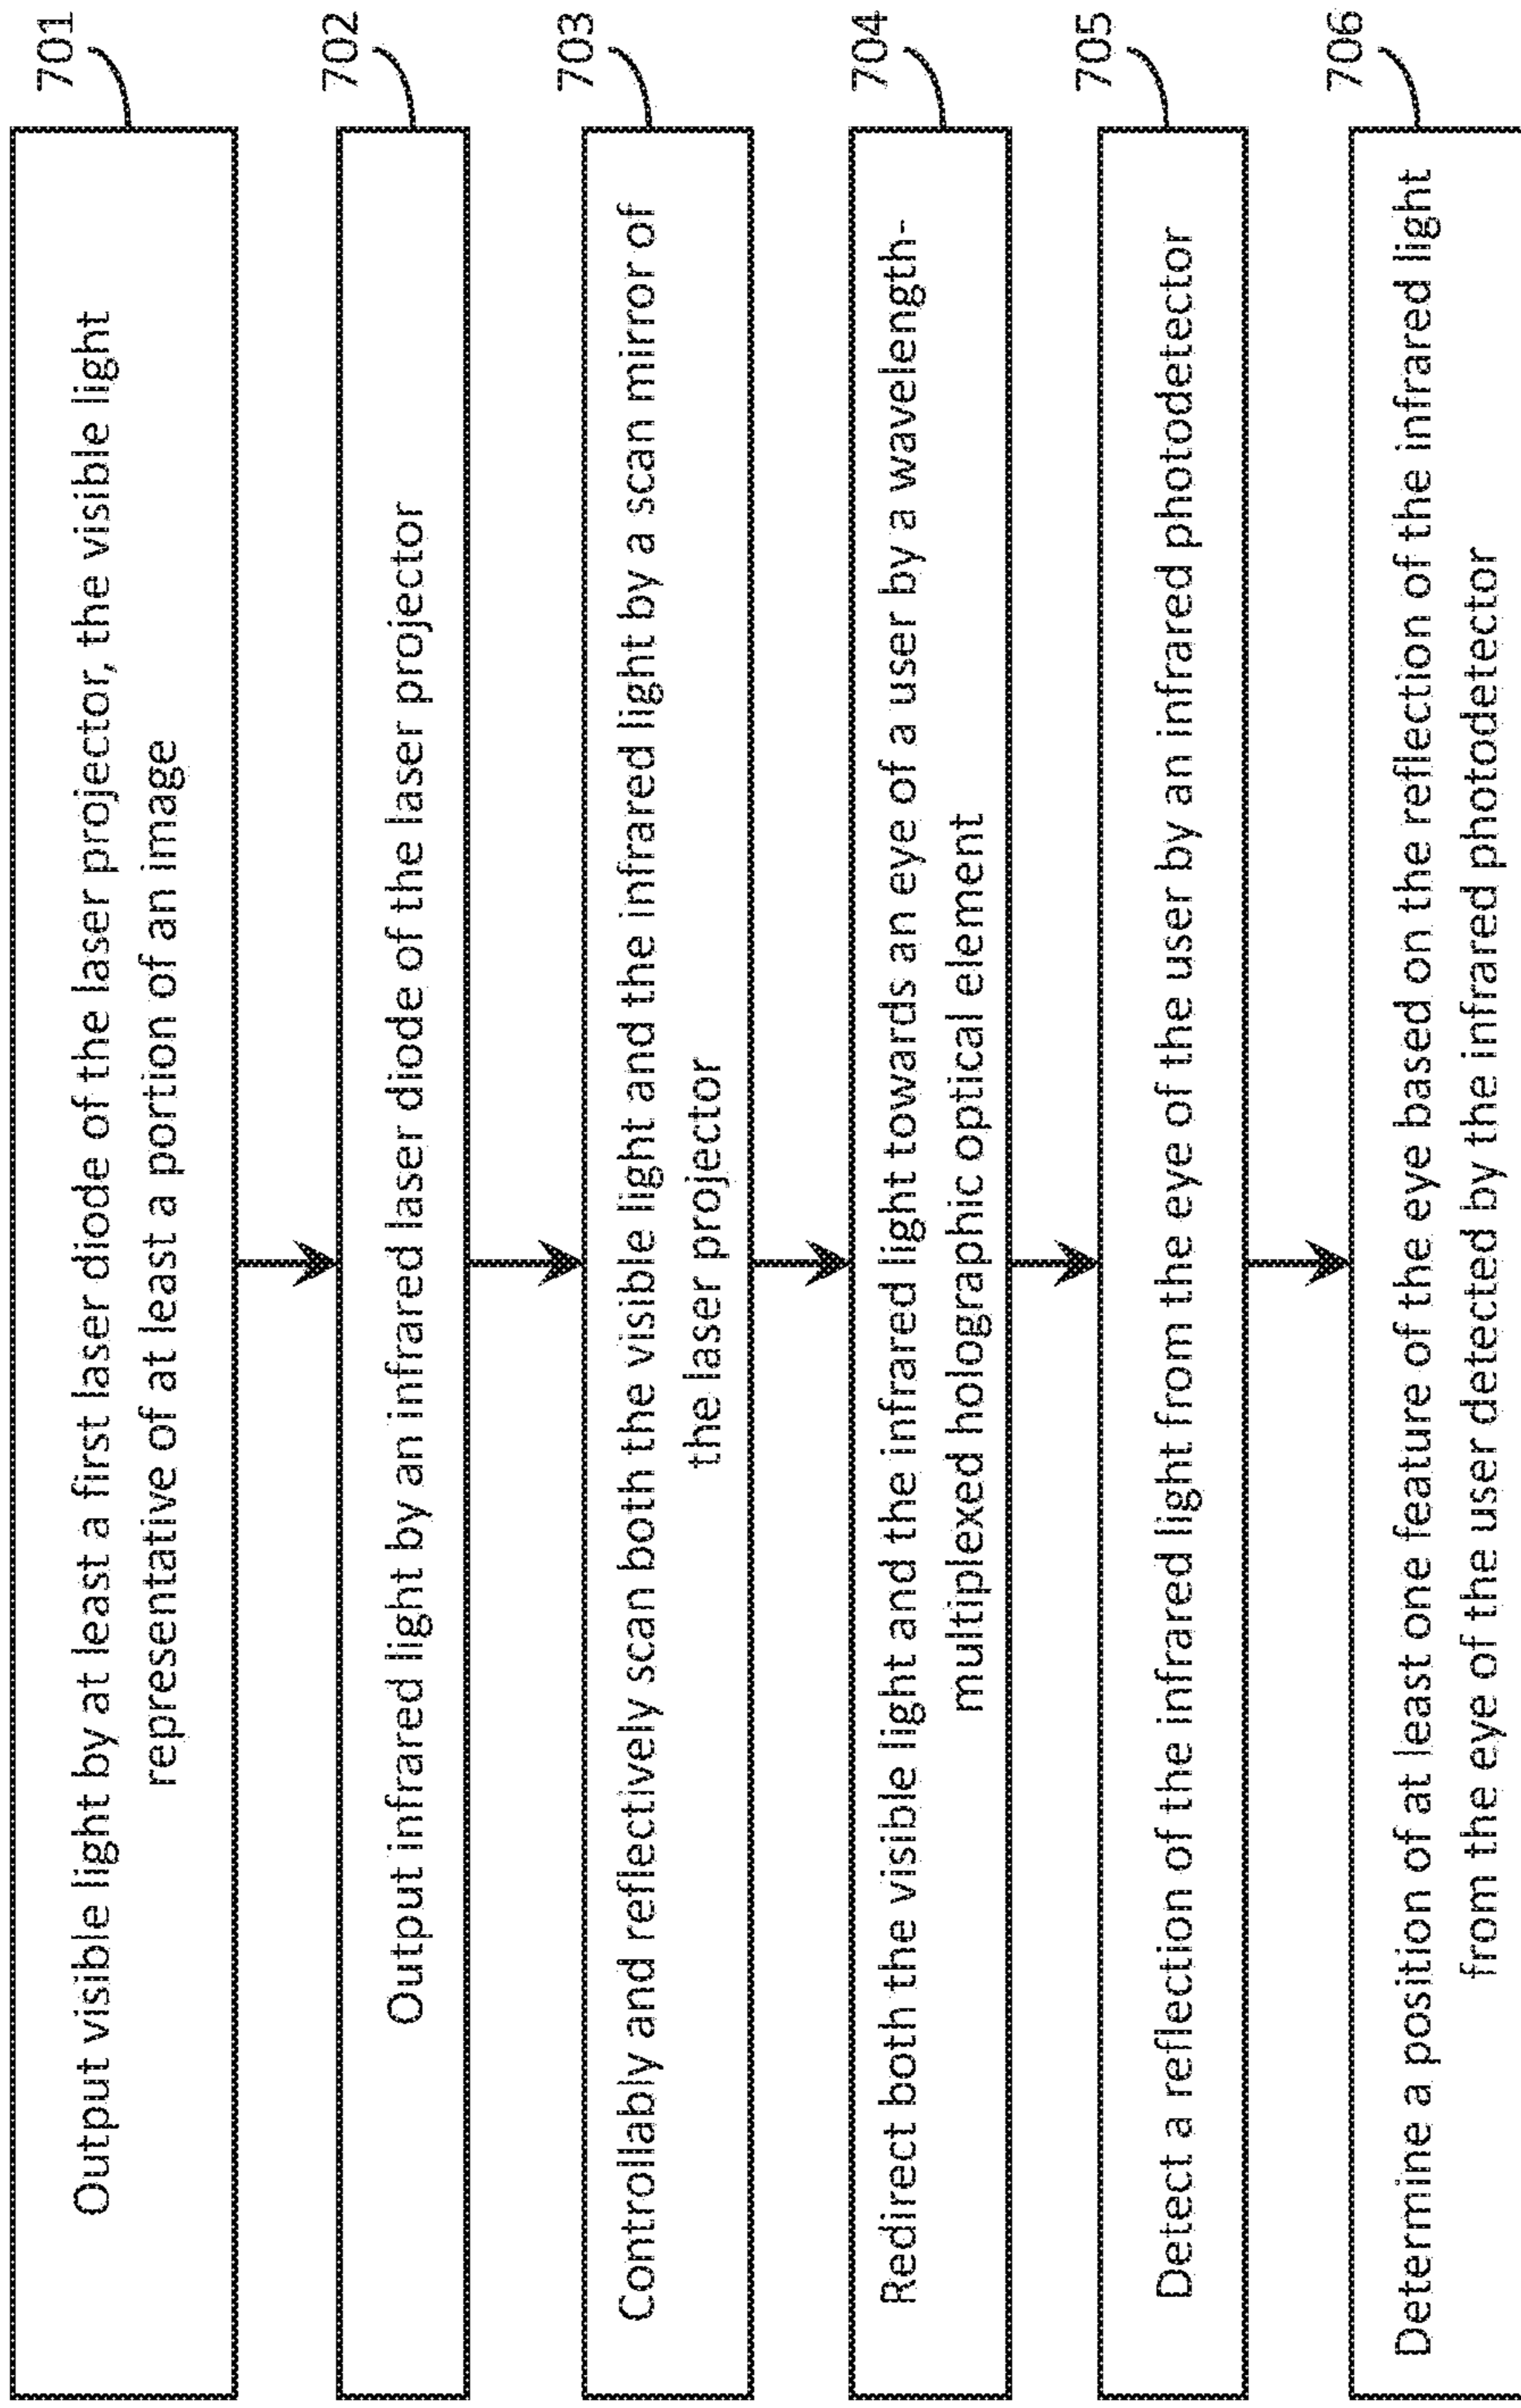 701
Output visible light by at least a first laser diode of the laser projector, the visible light
representative of at least a portion of an image
702
Output infrared light by an infrared laser diode of the laser projector
703
Controllably and reflectively scan both the visible light and the infrared light by a scan mirror of
the laser projector
704
Redirect both the visible light and the infrared light towards an eye of a user by a wavelength-
multiplexed holographic optical element
705
Detect a reflection of the infrared light from the eye of the user by an infrared photodetector
706
Determine a position of at least one feature of the eye based on the reflection of the infrared light
from the eye of the user detected by the infrared photodetector